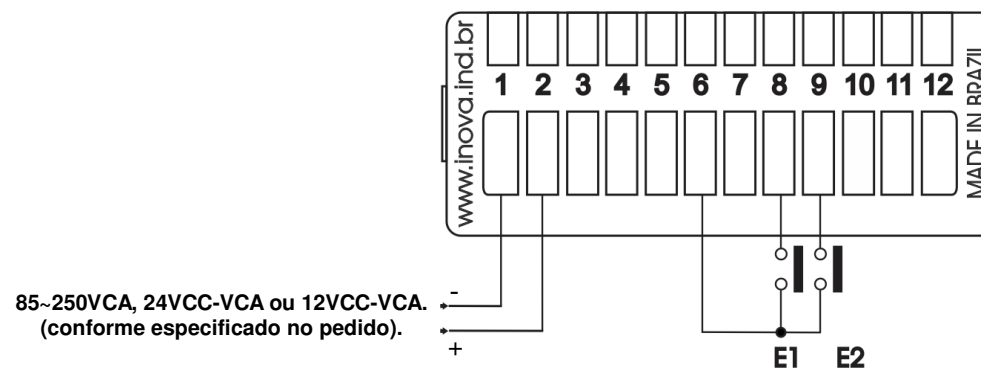 www.inova.ind.br
1 2 3 4 5 6 7 8 9 10 11 12
MADE IN BRAZIL
85~250VCA, 24VCC-VCA ou 12VCC-VCA.
(conforme especificado no pedido).
-
+
E1 E2